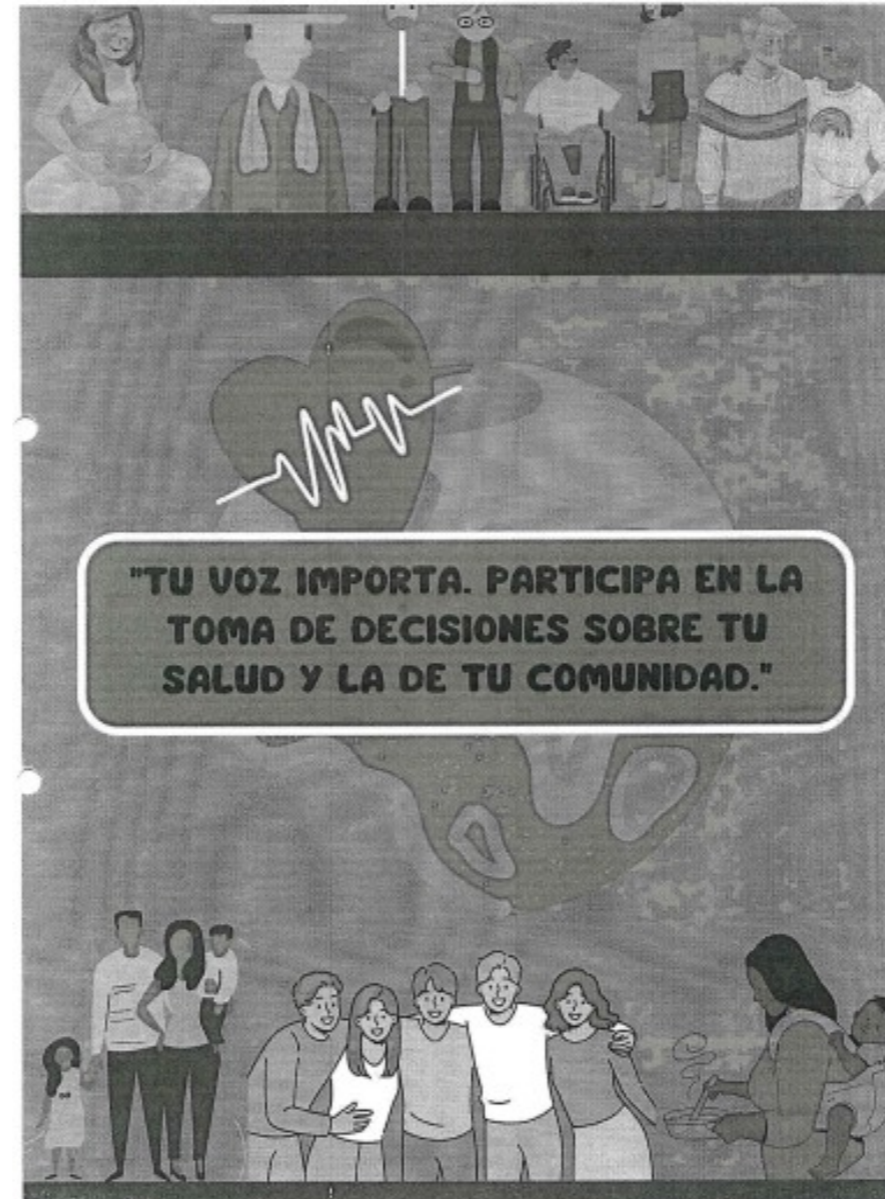 "TU VOZ IMPORTA. PARTICIPA EN LA
TOMA DE DECISIONES SOBRE TU
SALUD Y LA DE TU COMUNIDAD."